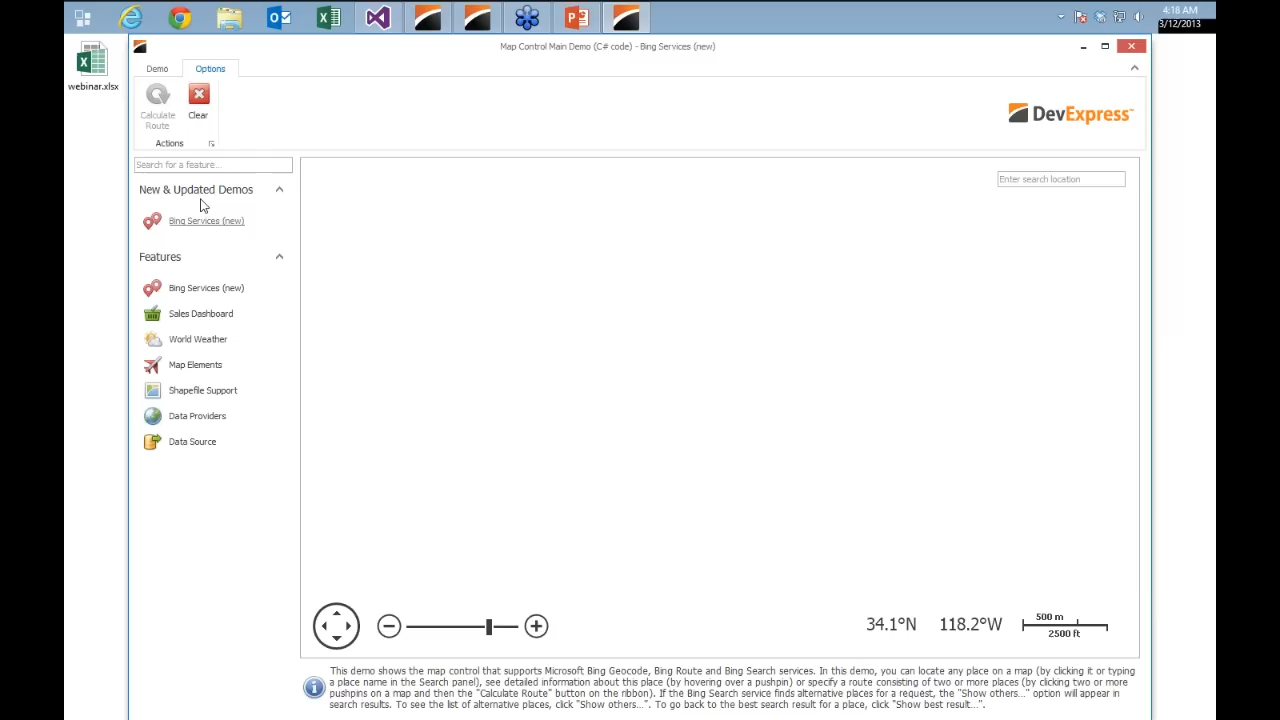 4:18 AM
3/12/2013
webinar.xlsx
Map Control Main Demo (C# code) - Bing Services (new)
Demo
Options
Calculate
Route
Clear
Actions
DevExpress™
Search for a feature...
New & Updated Demos
Bing Services (new)
Features
Bing Services (new)
Sales Dashboard
World Weather
Map Elements
Shapefile Support
Data Providers
Data Source
Enter search location
34.1°N 118.2°W
500 m
2500 ft
This demo shows the map control that supports Microsoft Bing Geocode, Bing Route and Bing Search services. In this demo, you can locate any place on a map (by clicking it or typing
a place name in the Search panel), see detailed information about this place (by hovering over a pushpin) or specify a route consisting of two or more places (by clicking two or more
pushpins on a map and then the "Calculate Route" button on the ribbon). If the Bing Search service finds alternative places for a request, the "Show others..." option will appear in
search results. To see the list of alternative places, click "Show others...". To go back to the best search result for a place, click "Show best result...".